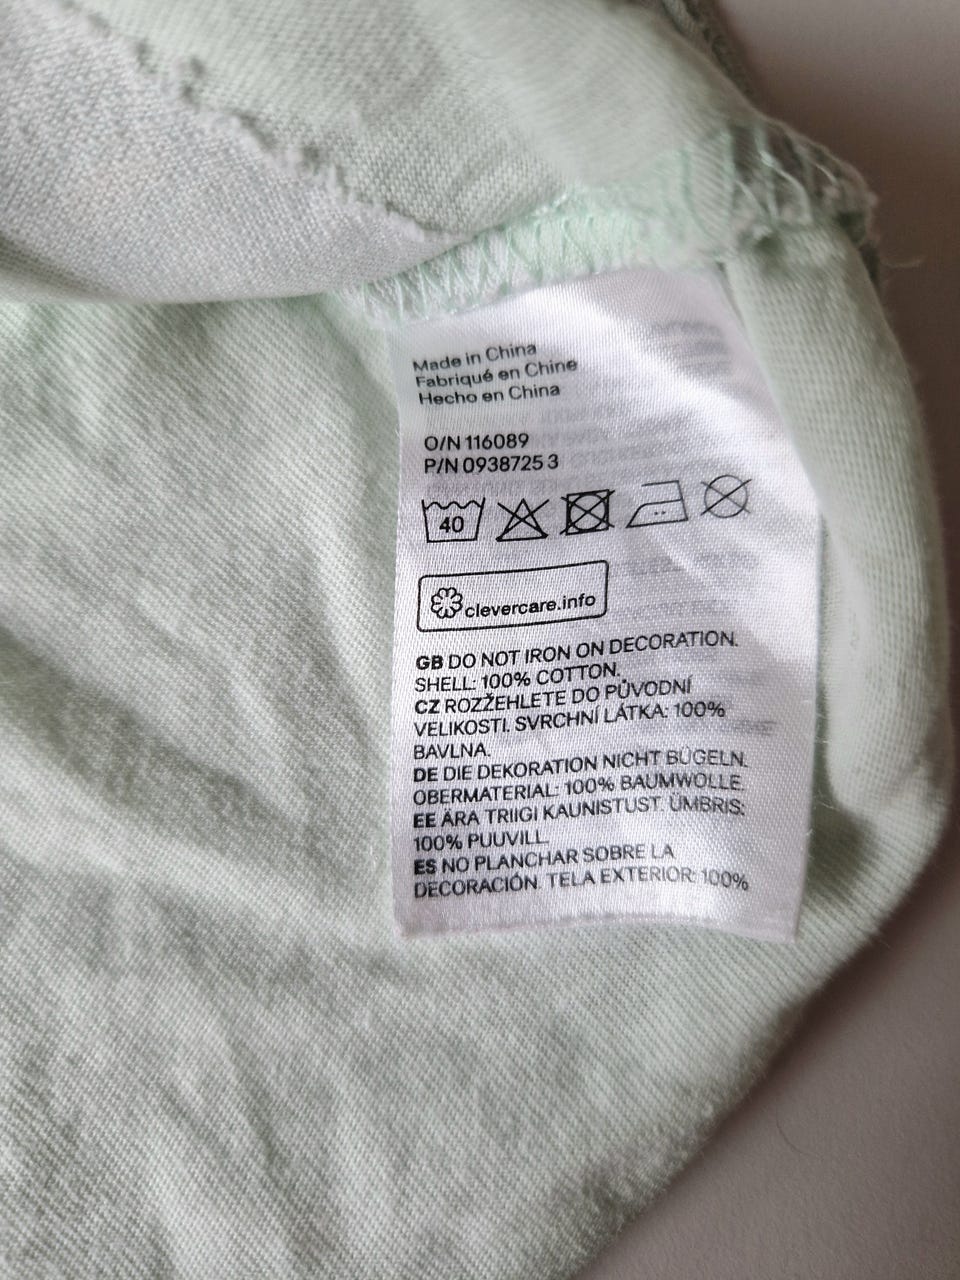 Made in China
Fabriqué en Chine
Hecho en China
O/N 116089
P/N 0938725 3
40
clevercare.info
GB DO NOT IRON ON DECORATION.
SHELL: 100% COTTON.
CZ ROZŽEHLETE DO PŮVODNÍ
VELIKOSTI. SVRCHNÍ LÁTKA: 100%
BAVLNA.
DE DIE DEKORATION NICHT BÜGELN.
OBERMATERIAL: 100% BAUMWOLLE.
EE ÄRA TRIIGI KAUNISTUST. ÜMBRIS:
100% PUUVILL.
ES NO PLANCHAR SOBRE LA
DECORACIÓN. TELA EXTERIOR: 100%